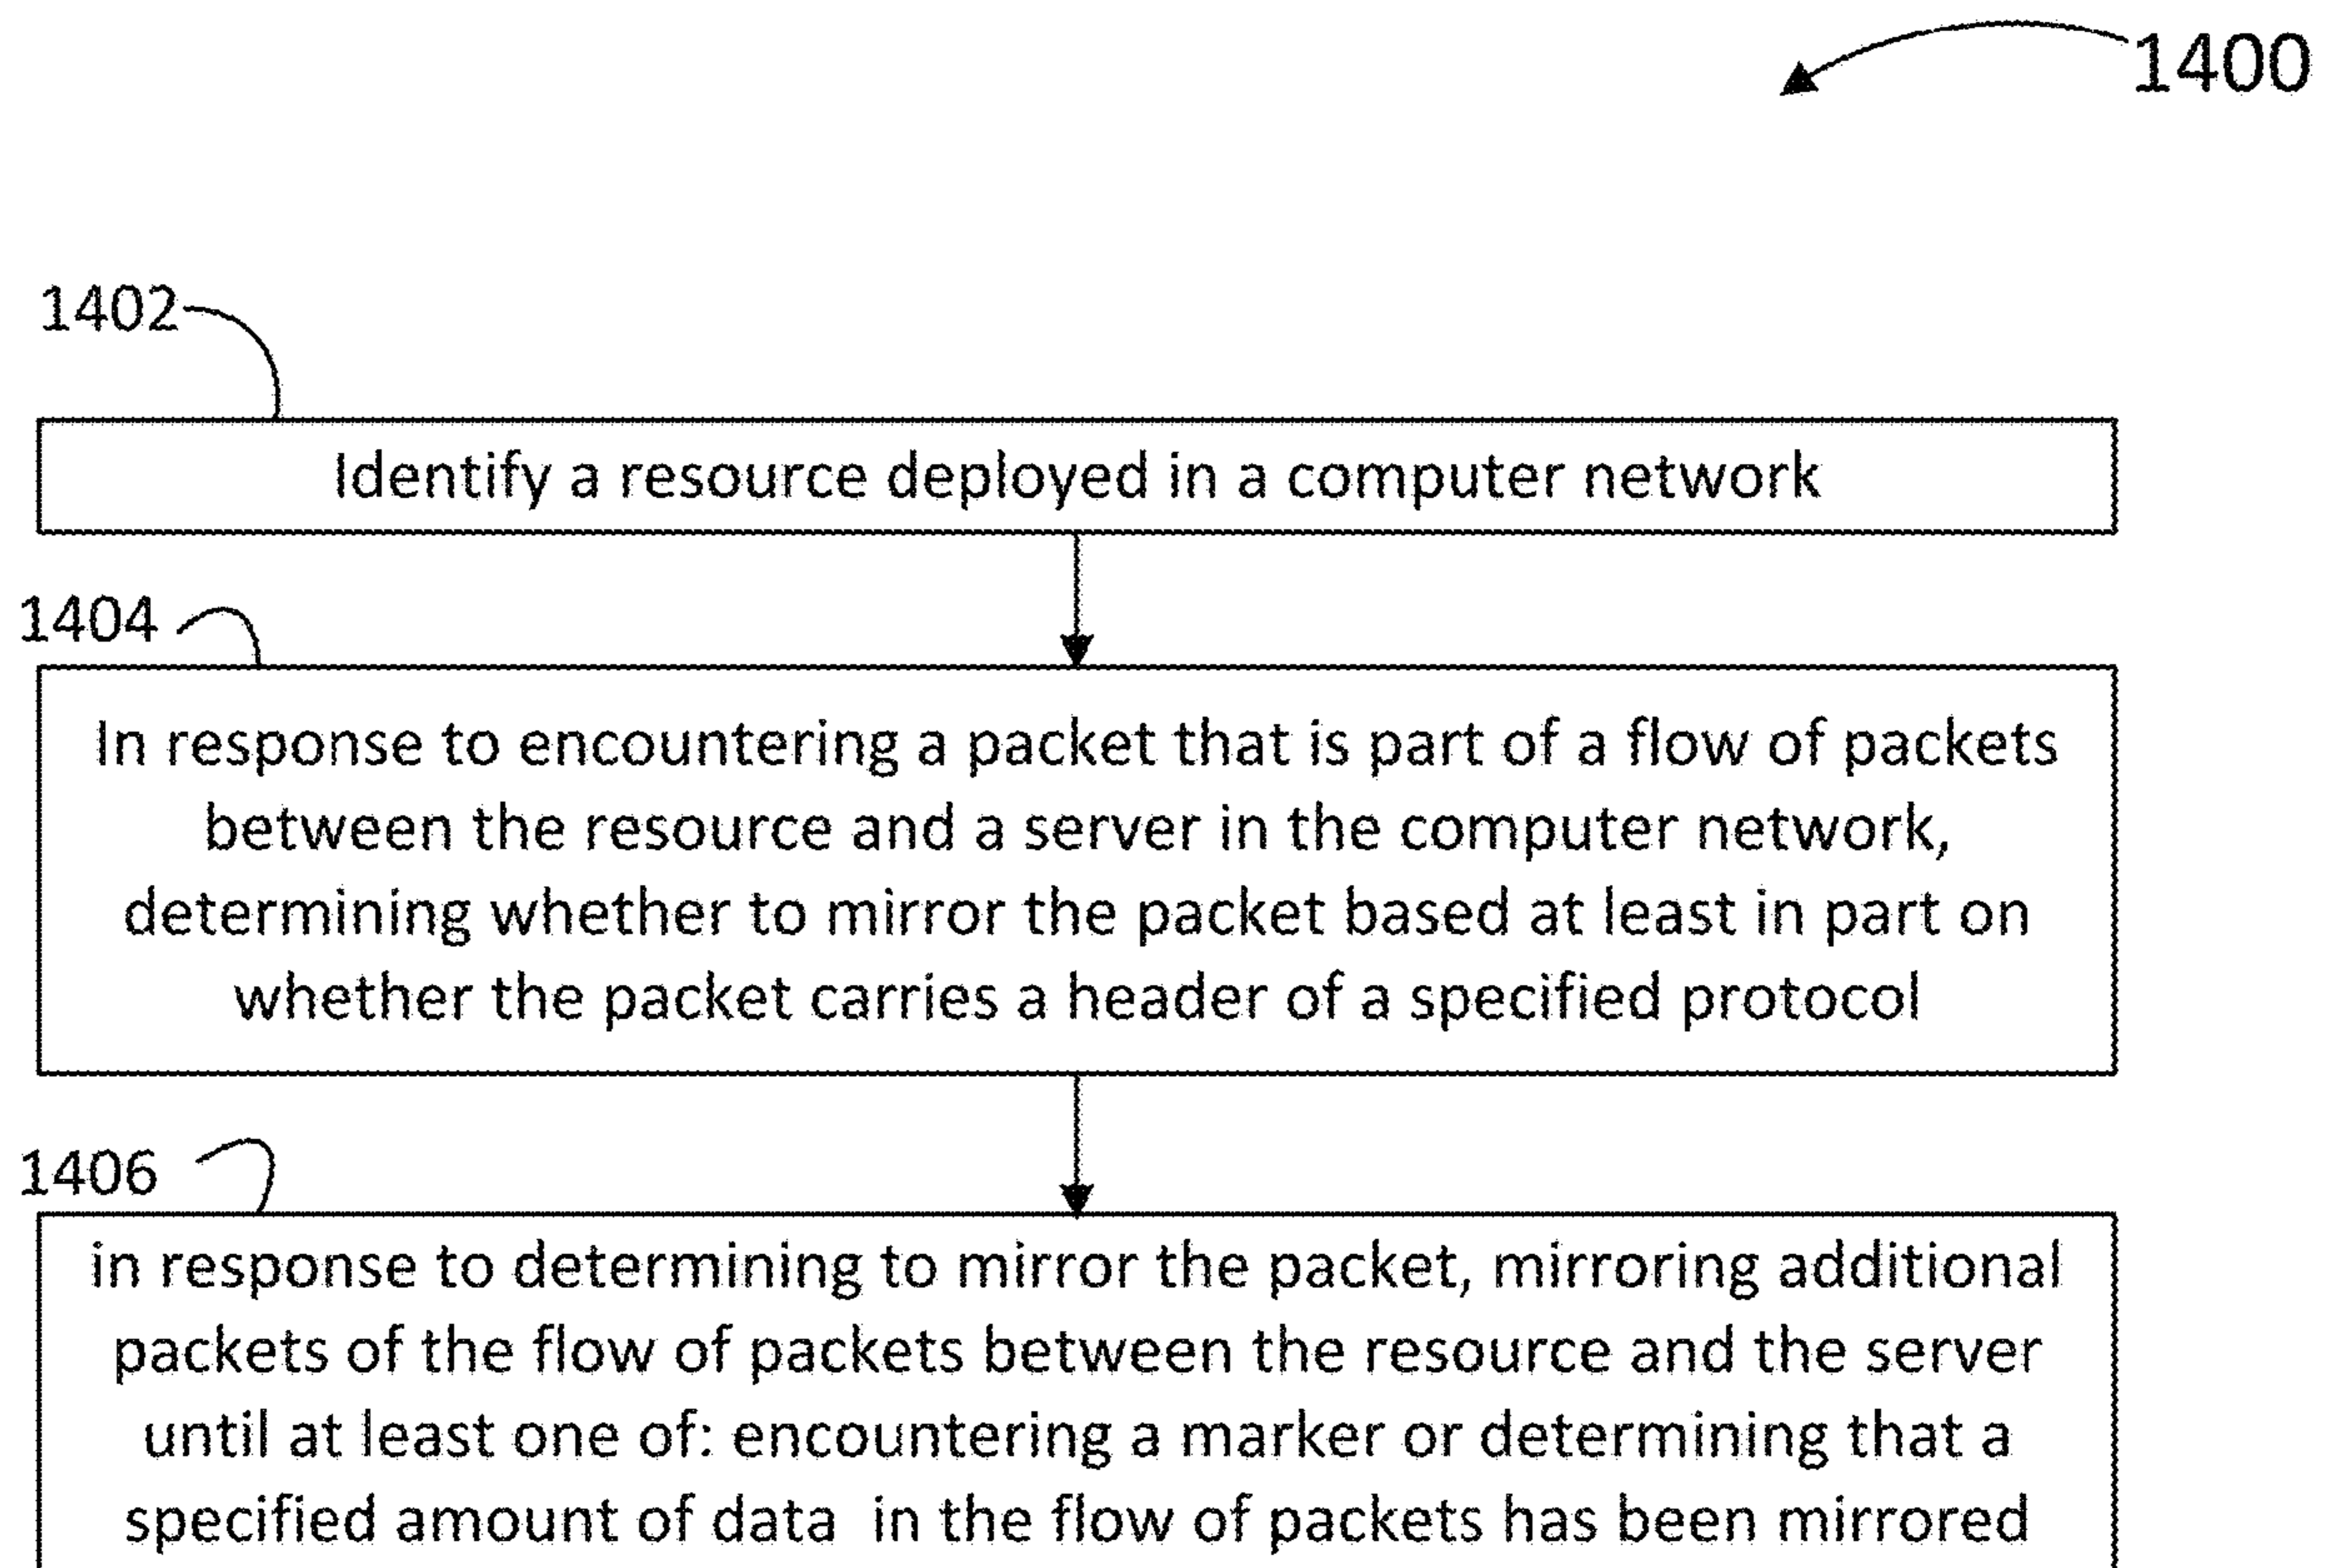 1400
1402
Identify a resource deployed in a computer network
1404
In response to encountering a packet that is part of a flow of packets
between the resource and a server in the computer network,
determining whether to mirror the packet based at least in part on
whether the packet carries a header of a specified protocol
1406
in response to determining to mirror the packet, mirroring additional
packets of the flow of packets between the resource and the server
until at least one of: encountering a marker or determining that a
specified amount of data  in the flow of packets has been mirrored